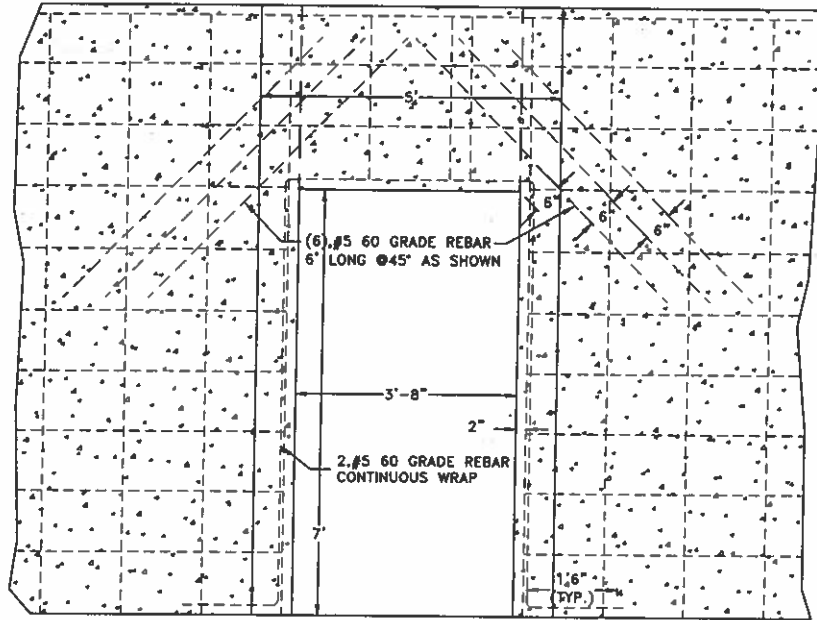 5'
6"
6"
6"
(6),#5 60 GRADE REBAR
6' LONG @45° AS SHOWN
3'-8"
2"
2,#5 60 GRADE REBAR
CONTINUOUS WRAP
7'
1'6"
(TYP.)